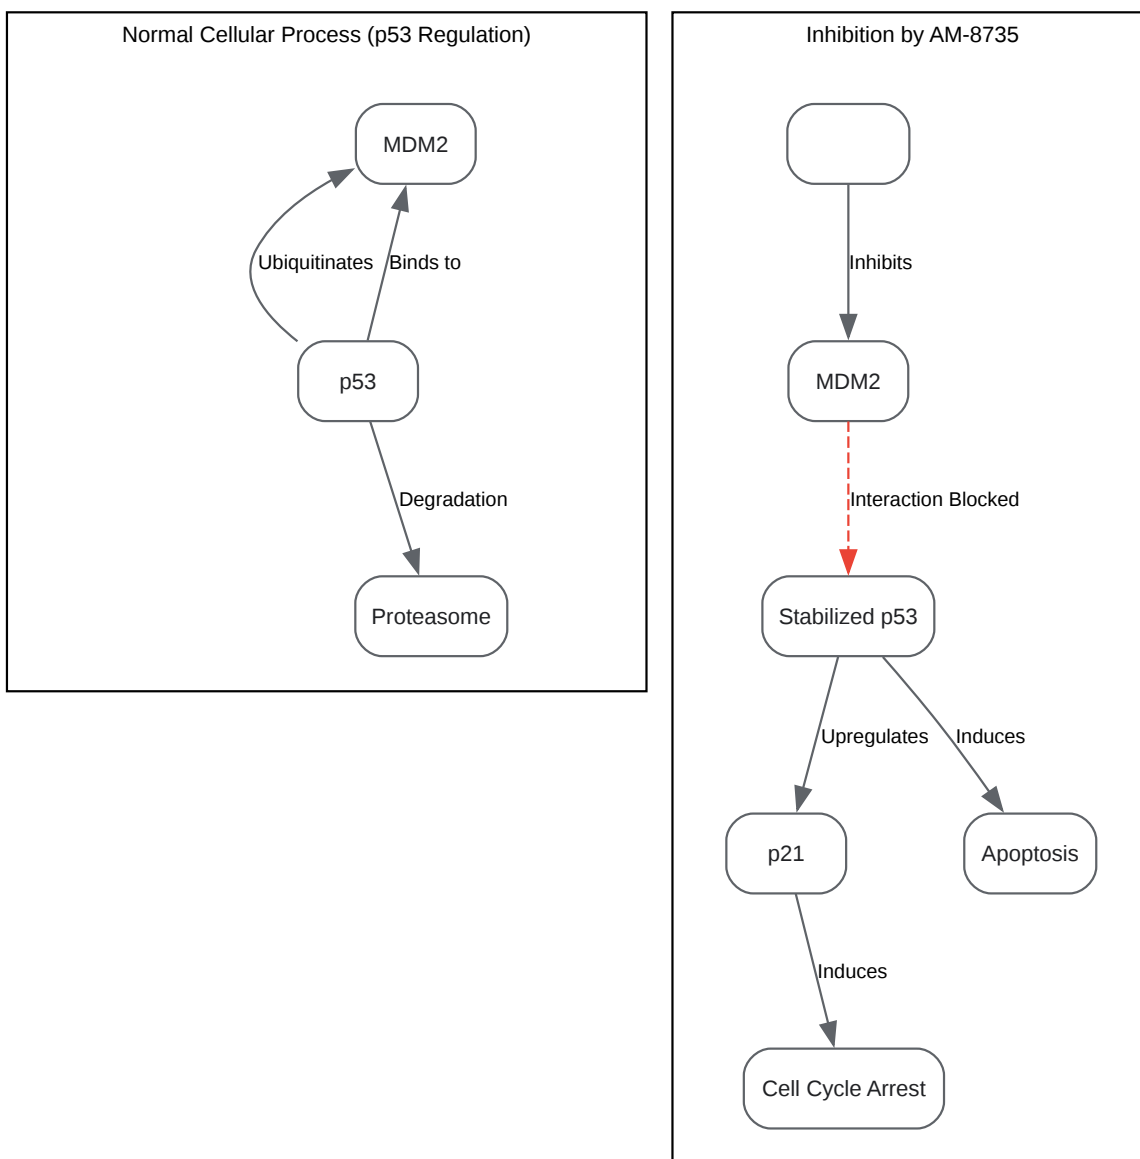 Normal Cellular Process (p53 Regulation)
MDM2
Ubiquitinates
Binds to
p53
Degradation
Proteasome
Inhibition by AM-8735
Inhibits
MDM2
Interaction Blocked
Stabilized p53
Upregulates
Induces
p21
Apoptosis
Induces
Cell Cycle Arrest